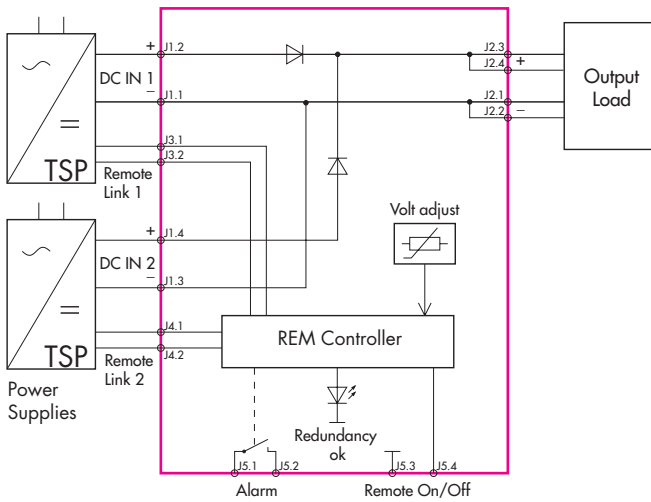 +
J1.2
J2.3
J2.4
+
DC IN 1
Output
Load
−
J1.1
J2.1
J2.2
−
J3.1
J3.2
TSP
Remote
Link 1
Volt adjust
+
J1.4
DC IN 2
−
J1.3
J4.1
REM Controller
TSP
J4.2
Remote
Link 2
Power
Supplies
Redundancy
ok
J5.1
J5.2
J5.3
J5.4
Alarm
Remote On/Off